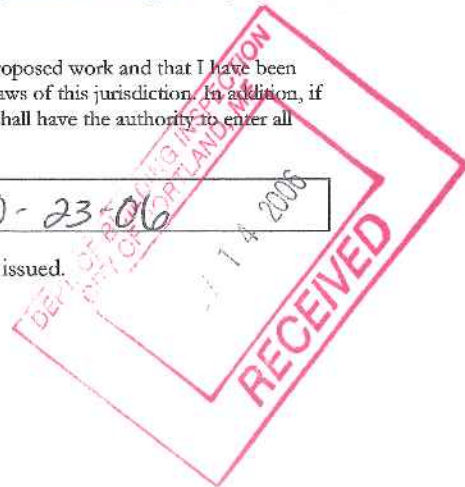 roposed work and that I have been
aws of this jurisdiction. In addition, if
hall have the authority to enter all
- 23-06
issued.
DEPT. OF BUILDING INSPECTION
CITY OF PORTLAND, ME
14 2006
RECEIVED